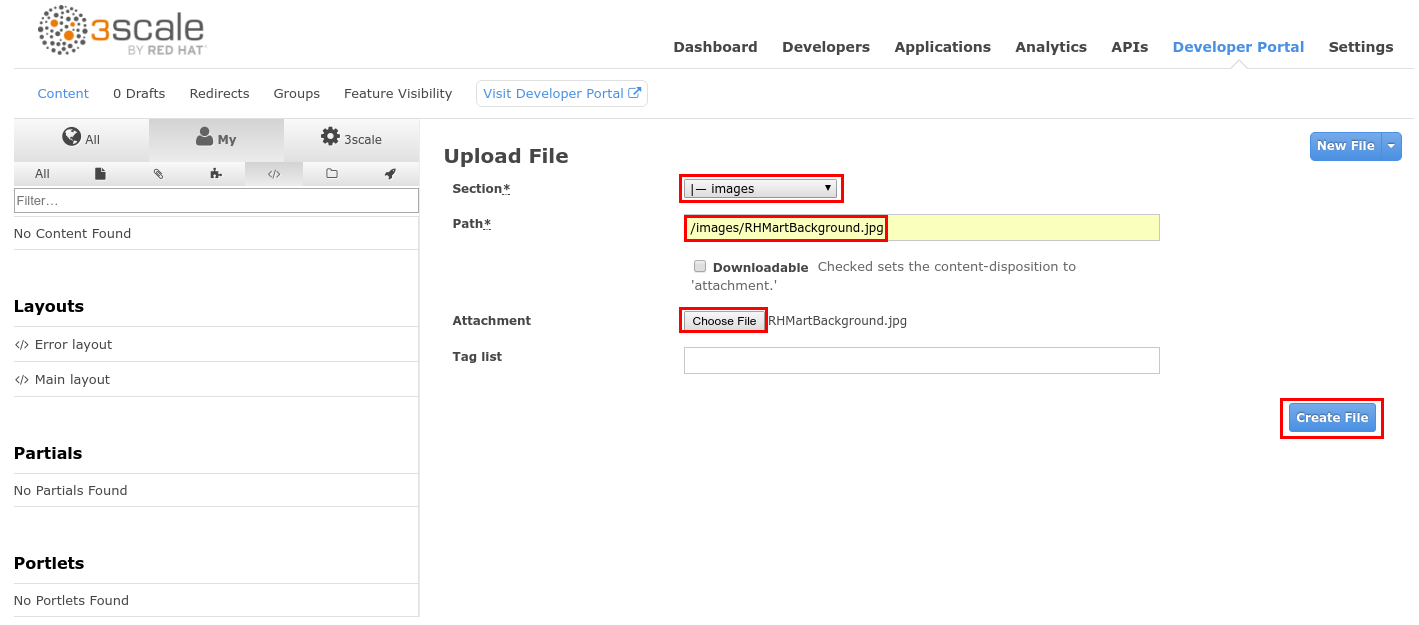 3scale
BY RED HAT
Dashboard Developers Applications Analytics APIs Developer Portal Settings
Content 0 Drafts Redirects Groups Feature Visibility Visit Developer Portal
All My 3scale
All
Filter…
No Content Found
Layouts
</> Error layout
</> Main layout
Partials
No Partials Found
Portlets
No Portlets Found
Upload File
New File
Section*
|— images
Path*
/images/RHMartBackground.jpg
Downloadable Checked sets the content-disposition to
'attachment.'
Attachment
Choose File RHMartBackground.jpg
Tag list
Create File